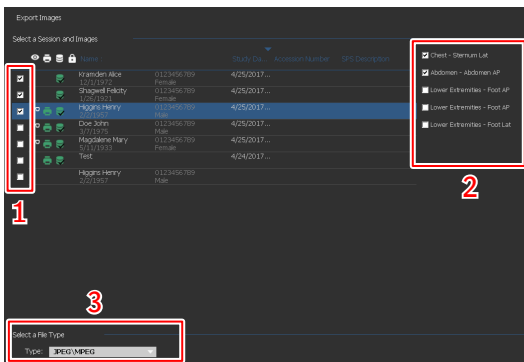 Export Images
Select a Session and Images
Name Study Da... Accession Number SPS Description
Kramden Alice 0123456789 4/25/2017...
12/1/1972 Female
Shagwell Felicity 0123456789 4/25/2017...
1/26/1921 Female
Higgins Henry 0123456789 4/25/2017...
2/2/1957 Male
Doe John 0123456789 4/25/2017...
3/7/1975 Male
Magdalene Mary 0123456789 4/25/2017...
5/11/1933 Female
Test 4/24/2017...
Higgins Henry 0123456789
2/2/1957 Male
Chest - Sternum Lat
Abdomen - Abdomen AP
Lower Extremities - Foot AP
Lower Extremities - Foot AP
Lower Extremities - Foot Lat
1
2
3
Select a File Type
Type: JPEG\MPEG